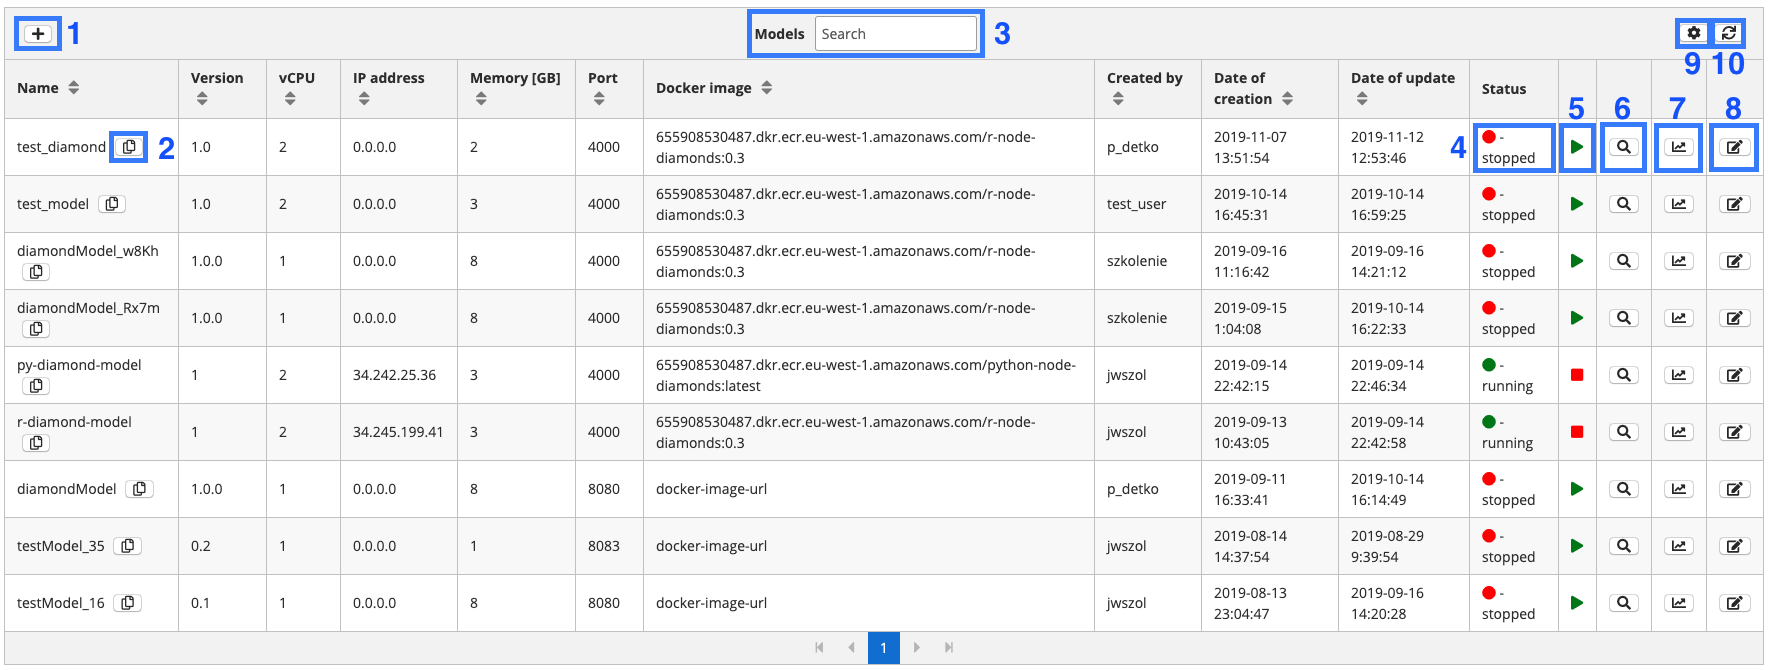 1 Models Search 3
9 10
Name Version vCPU IP address Memory [GB] Port Docker image Created by Date of creation Date of update Status 5 6 7 8
test_diamond 2 1.0 2 0.0.0.0 2 4000 655908530487.dkr.ecr.eu-west-1.amazonaws.com/r-node-diamonds:0.3 p_detko 2019-11-07 13:51:54 2019-11-12 12:53:46 4 - stopped
test_model 1.0 2 0.0.0.0 3 4000 655908530487.dkr.ecr.eu-west-1.amazonaws.com/r-node-diamonds:0.3 test_user 2019-10-14 16:45:31 2019-10-14 16:59:25 - stopped
diamondModel_w8Kh 1.0.0 1 0.0.0.0 8 4000 655908530487.dkr.ecr.eu-west-1.amazonaws.com/r-node-diamonds:0.3 szkolenie 2019-09-16 11:16:42 2019-09-16 14:21:12 - stopped
diamondModel_Rx7m 1.0.0 1 0.0.0.0 8 4000 655908530487.dkr.ecr.eu-west-1.amazonaws.com/r-node-diamonds:0.3 szkolenie 2019-09-15 1:04:08 2019-10-14 16:22:33 - stopped
py-diamond-model 1 2 34.242.25.36 3 4000 655908530487.dkr.ecr.eu-west-1.amazonaws.com/python-node-diamonds:latest jwszol 2019-09-14 22:42:15 2019-09-14 22:46:34 - running
r-diamond-model 1 2 34.245.199.41 3 4000 655908530487.dkr.ecr.eu-west-1.amazonaws.com/r-node-diamonds:0.3 jwszol 2019-09-13 10:43:05 2019-09-14 22:42:58 - running
diamondModel 1.0.0 1 0.0.0.0 8 8080 docker-image-url p_detko 2019-09-11 16:33:41 2019-10-14 16:14:49 - stopped
testModel_35 0.2 1 0.0.0.0 1 8083 docker-image-url jwszol 2019-08-14 14:37:54 2019-08-29 9:39:54 - stopped
testModel_16 0.1 1 0.0.0.0 8 8080 docker-image-url jwszol 2019-08-13 23:04:47 2019-09-16 14:20:28 - stopped
1